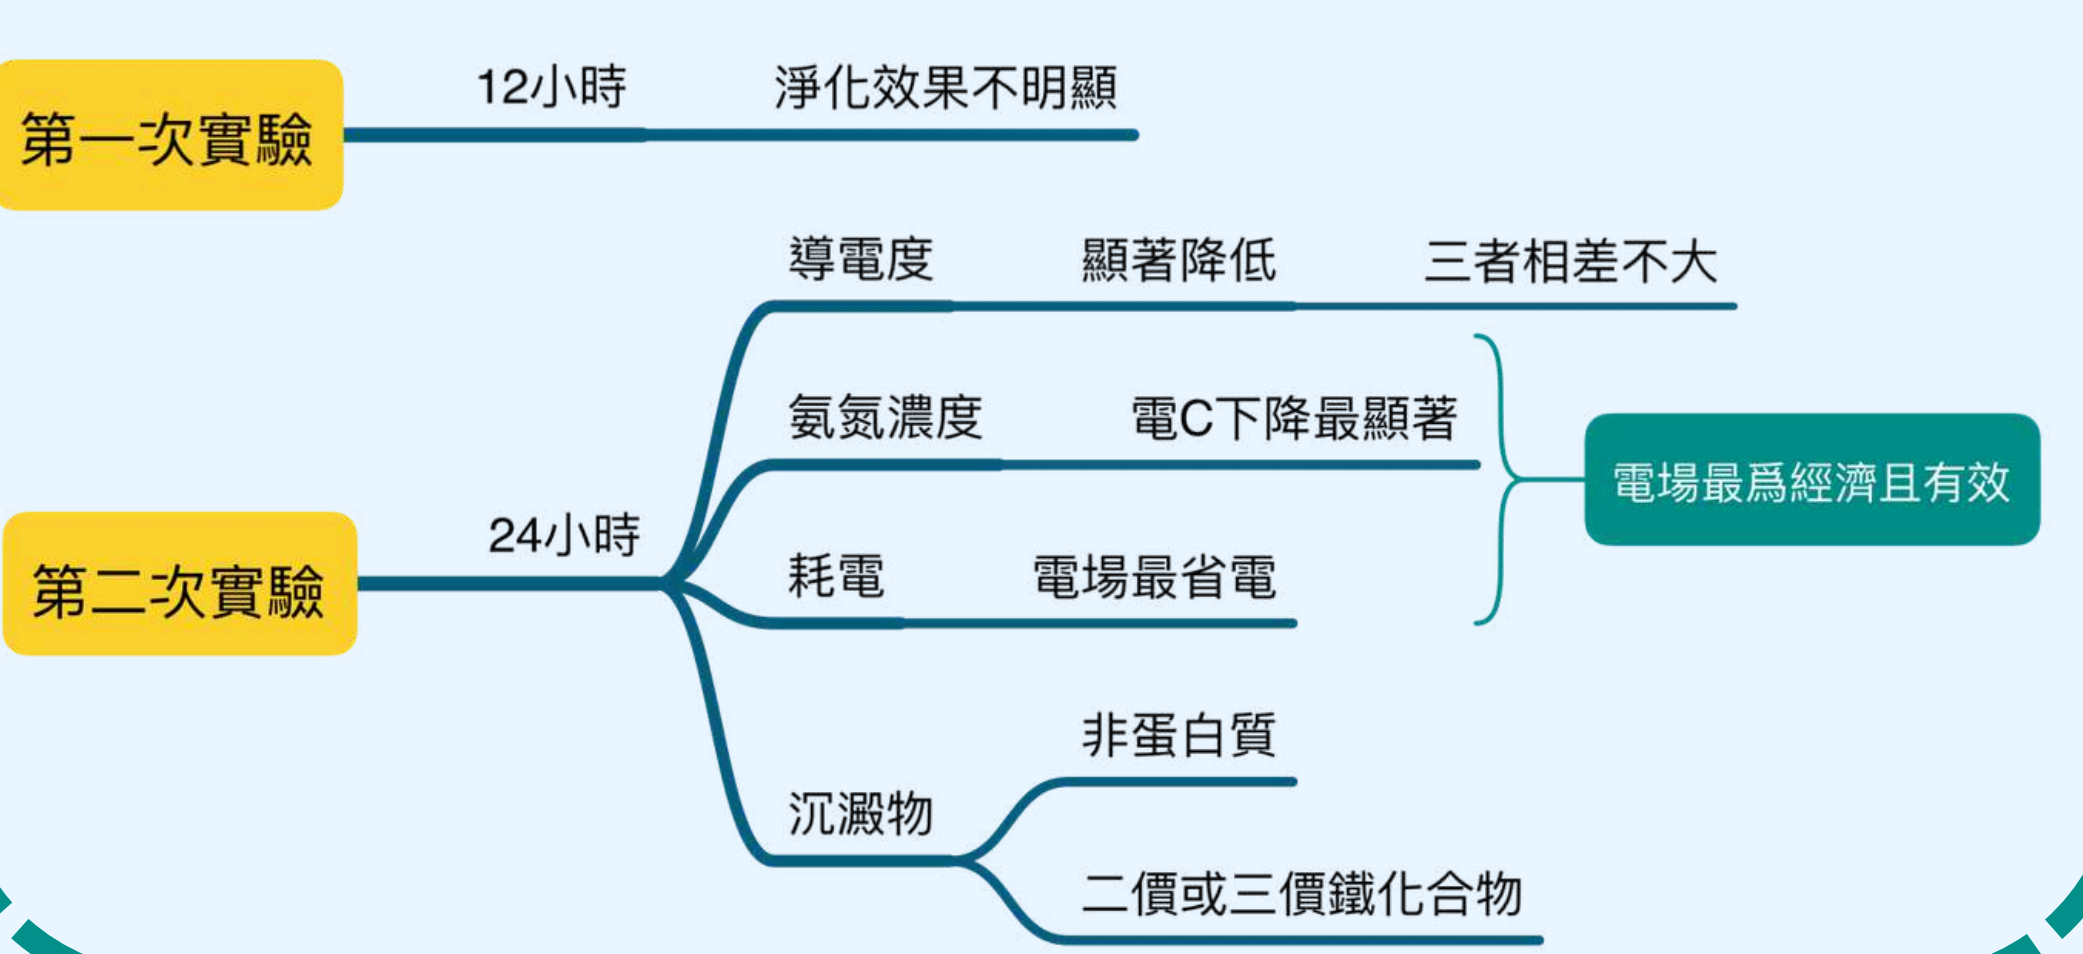 第一次實驗
12小時
淨化效果不明顯
第二次實驗
24小時
導電度
顯著降低
三者相差不大
氨氮濃度
電C下降最顯著
耗電
電場最省電
電場最爲經濟且有效
沉澱物
非蛋白質
二價或三價鐵化合物